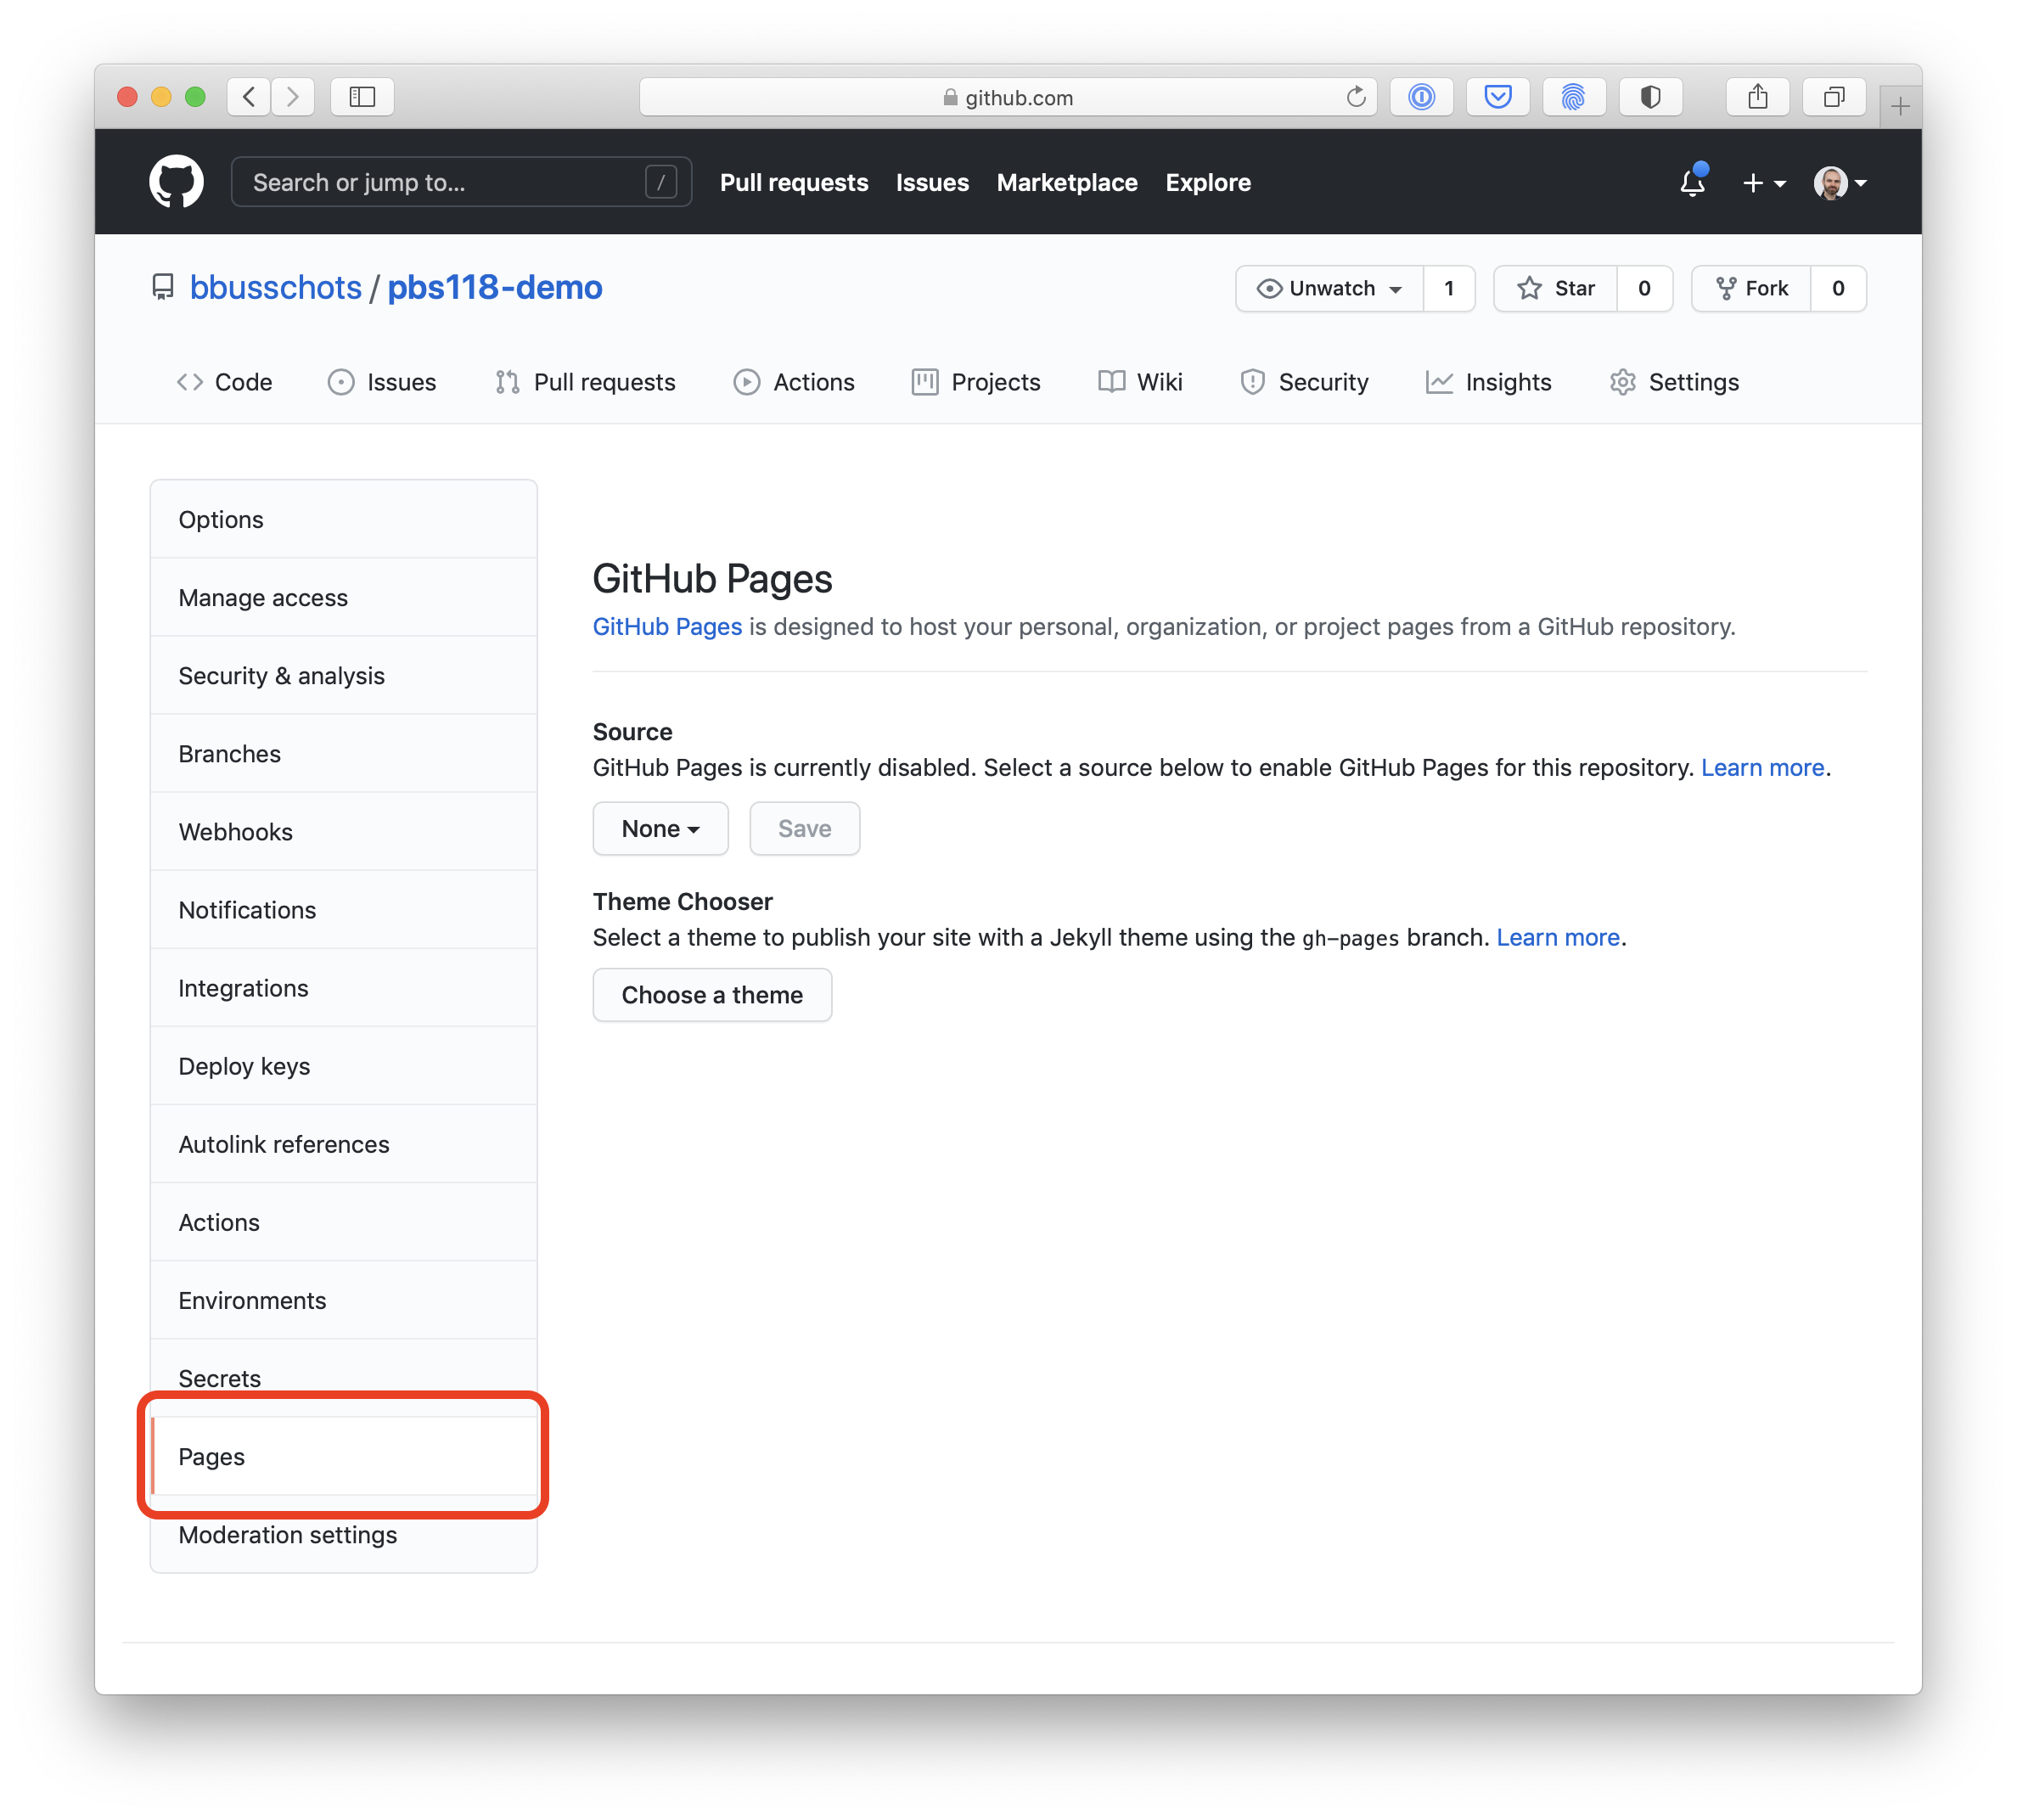 github.com
Search or jump to... /
Pull requests Issues Marketplace Explore
bbusschots / pbs118-demo
Unwatch 1 Star 0 Fork 0
Code Issues Pull requests Actions Projects Wiki Security Insights Settings
Options
Manage access
Security & analysis
Branches
Webhooks
Notifications
Integrations
Deploy keys
Autolink references
Actions
Environments
Secrets
Pages
Moderation settings
GitHub Pages
GitHub Pages is designed to host your personal, organization, or project pages from a GitHub repository.
Source
GitHub Pages is currently disabled. Select a source below to enable GitHub Pages for this repository. Learn more.
None Save
Theme Chooser
Select a theme to publish your site with a Jekyll theme using the gh-pages branch. Learn more.
Choose a theme